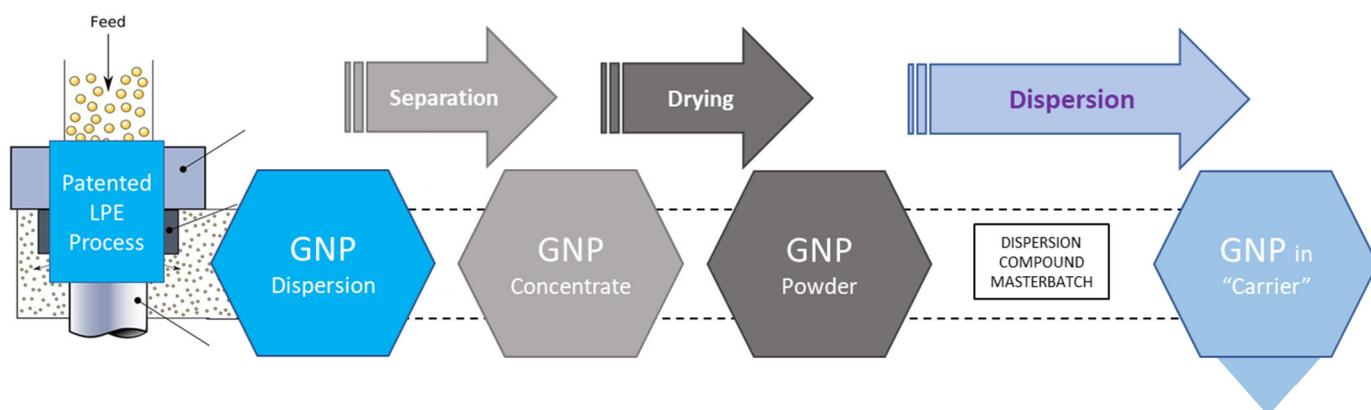 Feed
Separation
Drying
Dispersion
Patented
LPE
Process
GNP
Dispersion
GNP
Concentrate
GNP
Powder
DISPERSION
COMPOUND
MASTERBATCH
GNP in
“Carrier”